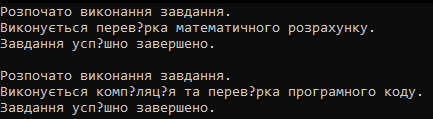 Розпочато виконання завдання.
Виконується перев?рка математичного розрахунку.
Завдання усп?шно завершено.
Розпочато виконання завдання.
Виконується комп?ляц?я та перев?рка програмного коду.
Завдання усп?шно завершено.